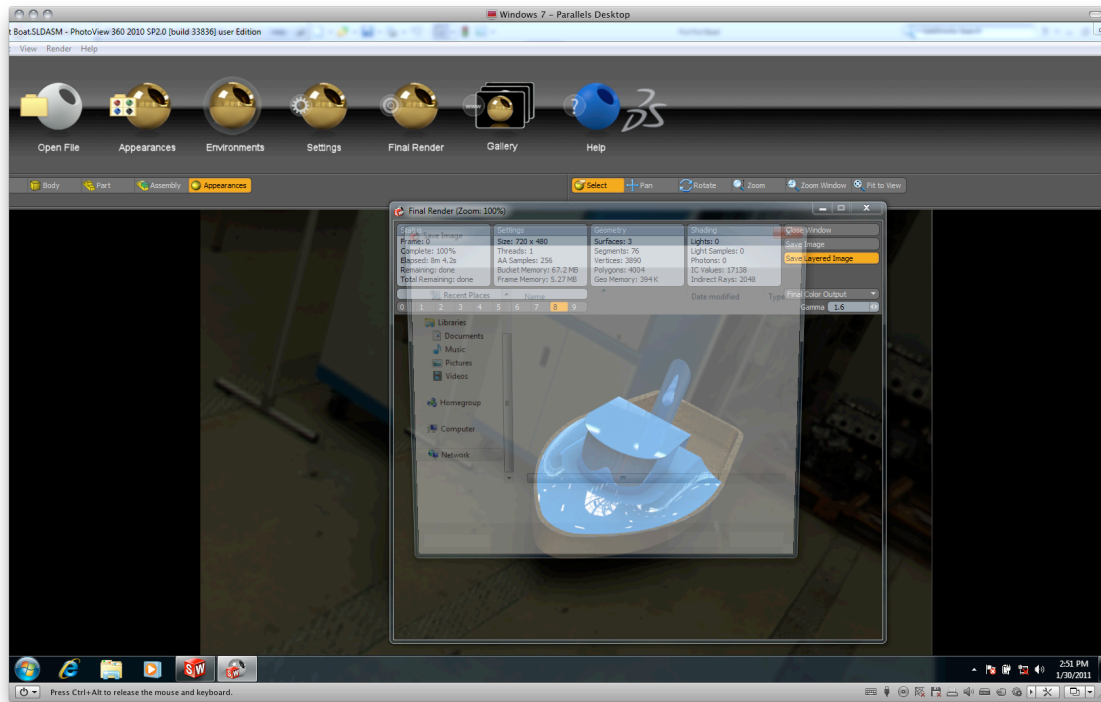 Windows 7 - Parallels Desktop
t Boat.SLDASM - PhotoView 360 2010 SP2.0 [build 33836] user Edition
View Render Help
www
?
Open File Appearances Environments Settings Final Render Gallery Help
Body Part Assembly Appearances Select Pan Rotate Zoom Zoom Window Fit to View
Final Render (Zoom: 100%)
Status Settings Geometry Shading Close Window
Save Image
Frame: 0 Size: 720 x 480 Surfaces: 3 Lights: 0 Save Image
Complete: 100% Threads: 1 Segments: 76 Light Samples: 0
Elapsed: 8m 4.2s AA Samples: 256 Vertices: 3890 Photons: 0 Save Layered Image
Remaining: done Bucket Memory: 67.2 MB Polygons: 4004 IC Values: 17138
Total Remaining: done Frame Memory: 5.27 MB Geo Memory: 394 K Indirect Rays: 2048
Recent Places Name Date modified Type Final Color Output
0 1 2 3 4 5 6 7 8 9 Gamma 1.6
Libraries
Documents
Music
Pictures
Videos
Homegroup
Computer
Network
SW
2:51 PM
1/30/2011
Press Ctrl+Alt to release the mouse and keyboard.